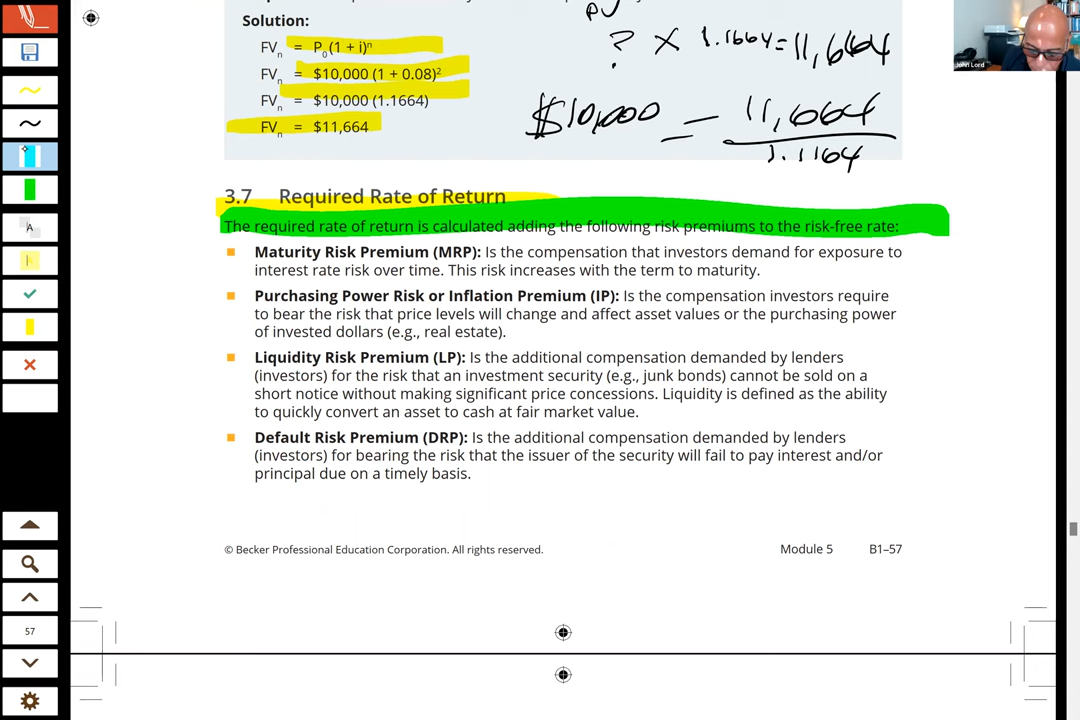 Solution:
PV
FVn = P0(1 + i)n
? × 1.1664 = 11,664
FVn = $10,000 (1 + 0.08)2
FVn = $10,000 (1.1664)
$10,000 = 11,664
FVn = $11,664
1.1164
3.7 Required Rate of Return
The required rate of return is calculated adding the following risk premiums to the risk-free rate:
Maturity Risk Premium (MRP): Is the compensation that investors demand for exposure to
interest rate risk over time. This risk increases with the term to maturity.
Purchasing Power Risk or Inflation Premium (IP): Is the compensation investors require
to bear the risk that price levels will change and affect asset values or the purchasing power
of invested dollars (e.g., real estate).
Liquidity Risk Premium (LP): Is the additional compensation demanded by lenders
(investors) for the risk that an investment security (e.g., junk bonds) cannot be sold on a
short notice without making significant price concessions. Liquidity is defined as the ability
to quickly convert an asset to cash at fair market value.
Default Risk Premium (DRP): Is the additional compensation demanded by lenders
(investors) for bearing the risk that the issuer of the security will fail to pay interest and/or
principal due on a timely basis.
© Becker Professional Education Corporation. All rights reserved.
Module 5 B1–57
John Lord
A
57